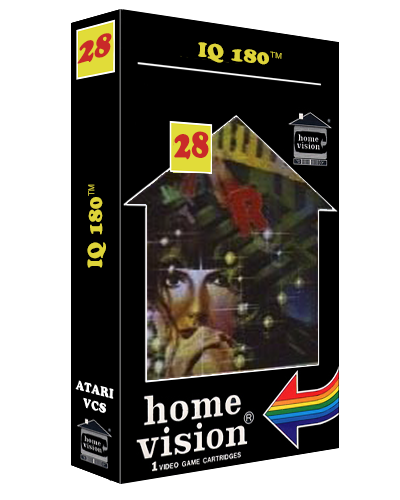 28
IQ 180™
ATARI
VCS
home
vision
IQ 180™
28
home
vision
R
home
vision
®
1 VIDEO GAME CARTRIDGES